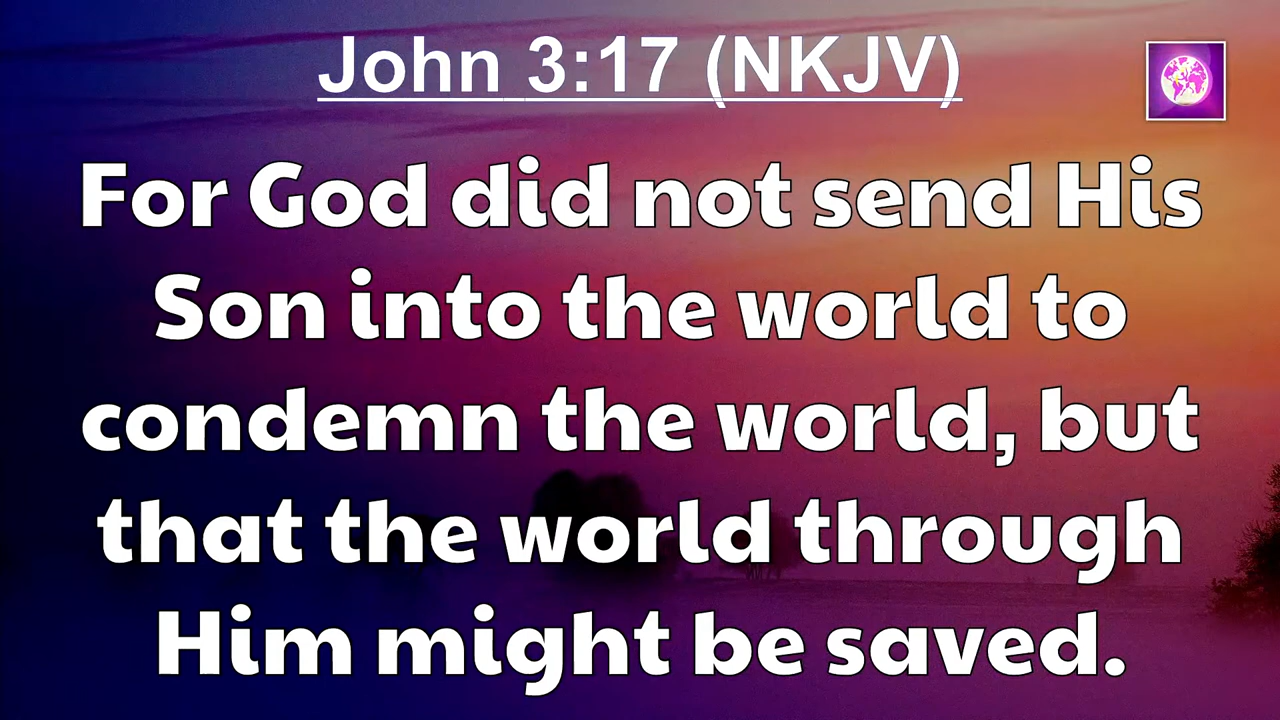 John 3:17 (NKJV)
For God did not send His
Son into the world to
condemn the world, but
that the world through
Him might be saved.